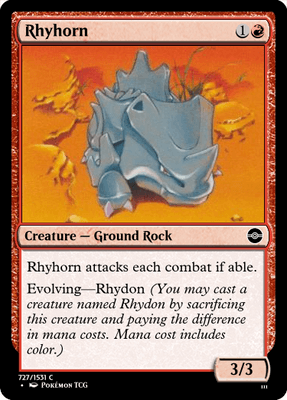 Rhyhorn 1
Creature — Ground Rock
Rhyhorn attacks each combat if able.
Evolving—Rhydon (You may cast a
creature named Rhydon by sacrificing
this creature and paying the difference
in mana costs. Mana cost includes
color.)
3/3
727/1531 C
• Pokémon TCG